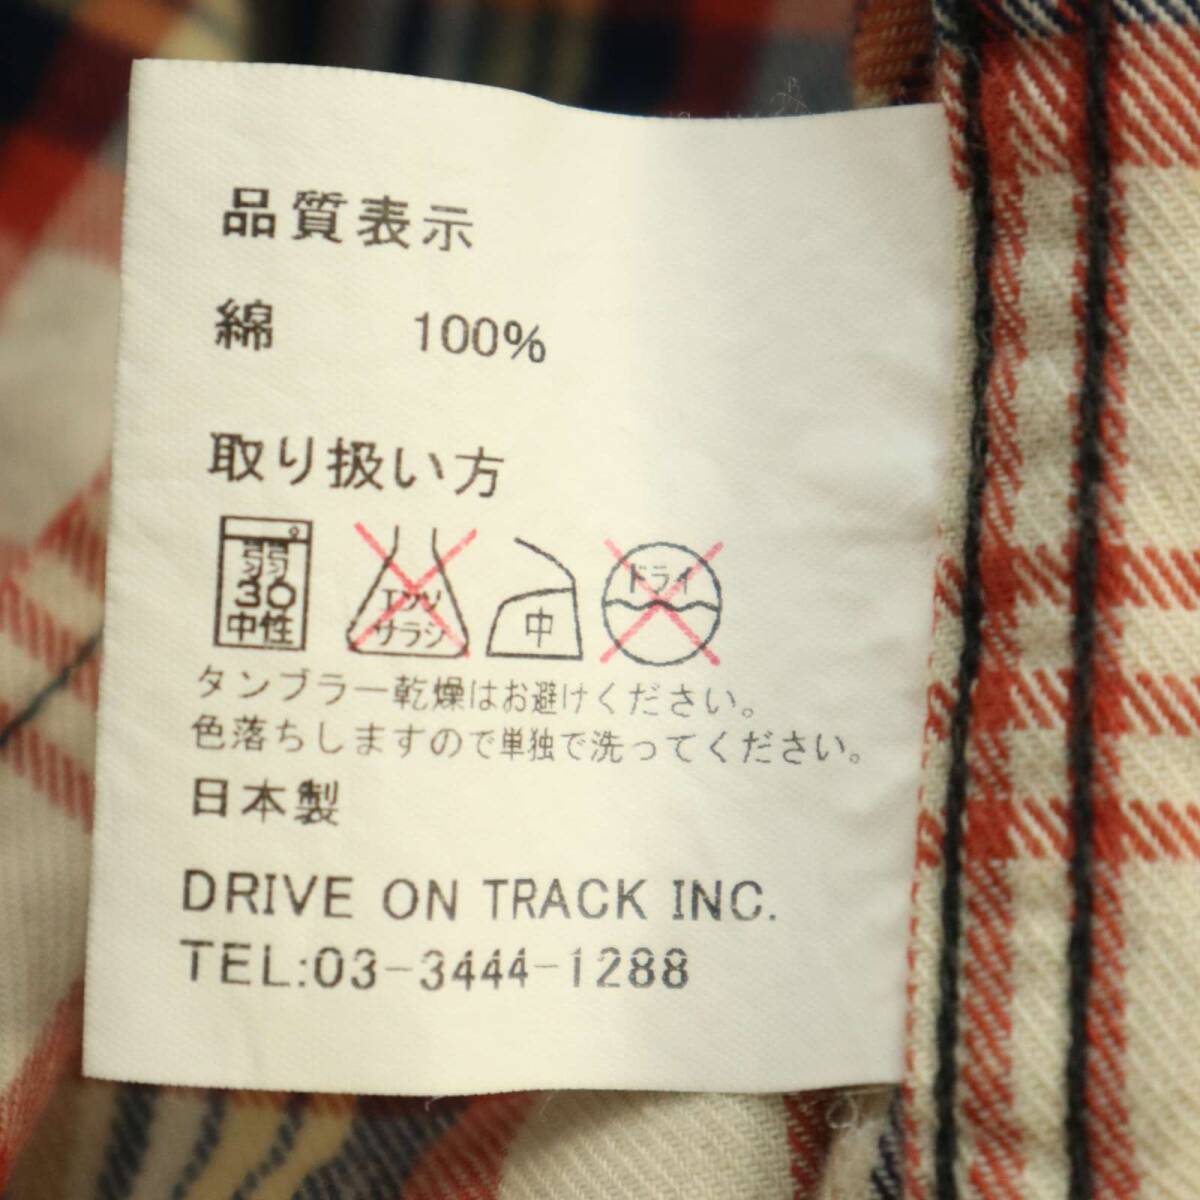 品質表示
綿 100%
取り扱い方
弱
30
中性
エンソ
サラシ
中
ドライ
タンブラー乾燥はお避けください。
色落ちしますので単独で洗ってください。
日本製
DRIVE ON TRACK INC.
TEL:03-3444-1288